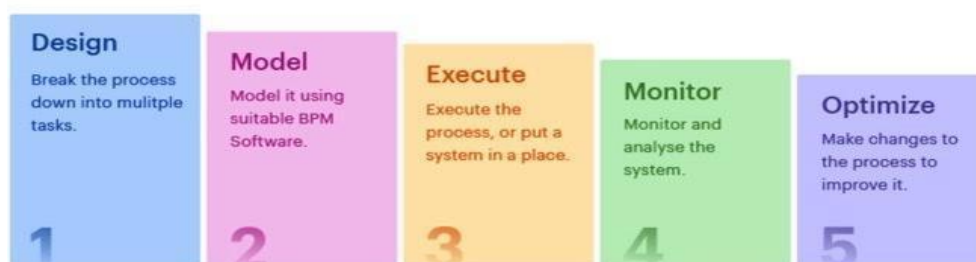 Design
Break the process
down into mulitple
tasks.
1
Model
Model it using
suitable BPM
Software.
2
Execute
Execute the
process, or put a
system in a place.
3
Monitor
Monitor and
analyse the
system.
4
Optimize
Make changes to
the process to
improve it.
5